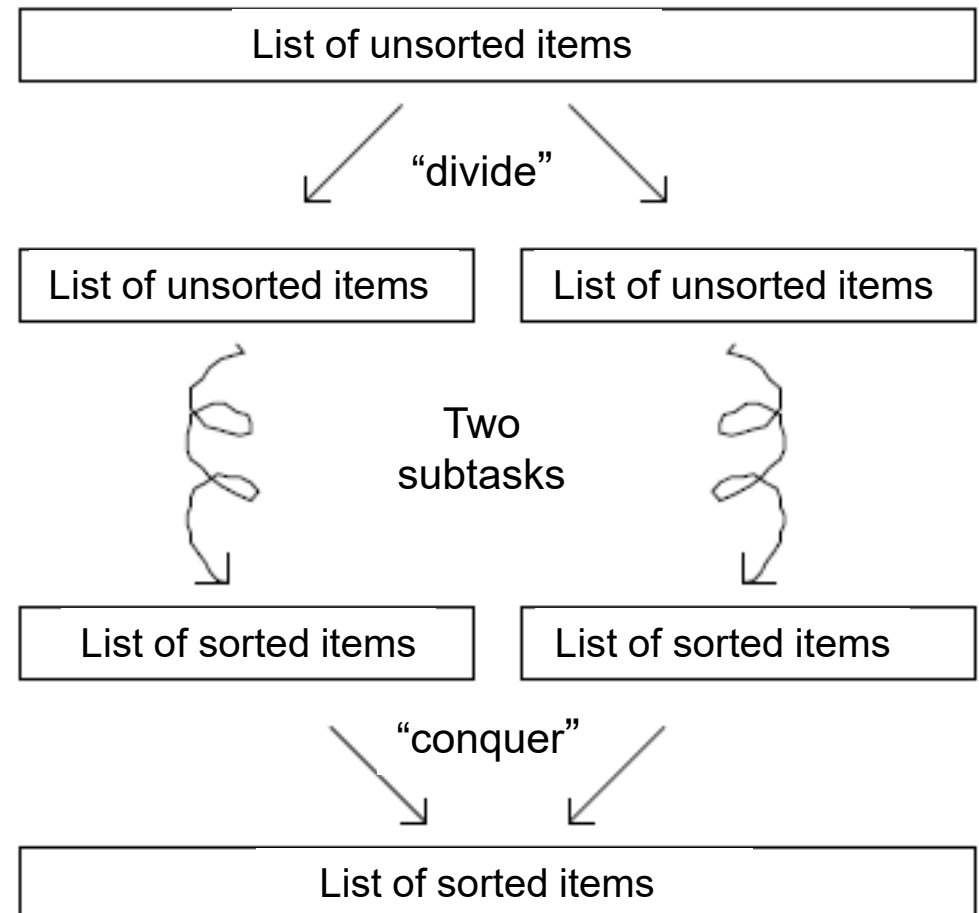 List of unsorted items
“divide”
List of unsorted items
List of unsorted items
Two
subtasks
List of sorted items
List of sorted items
“conquer”
List of sorted items